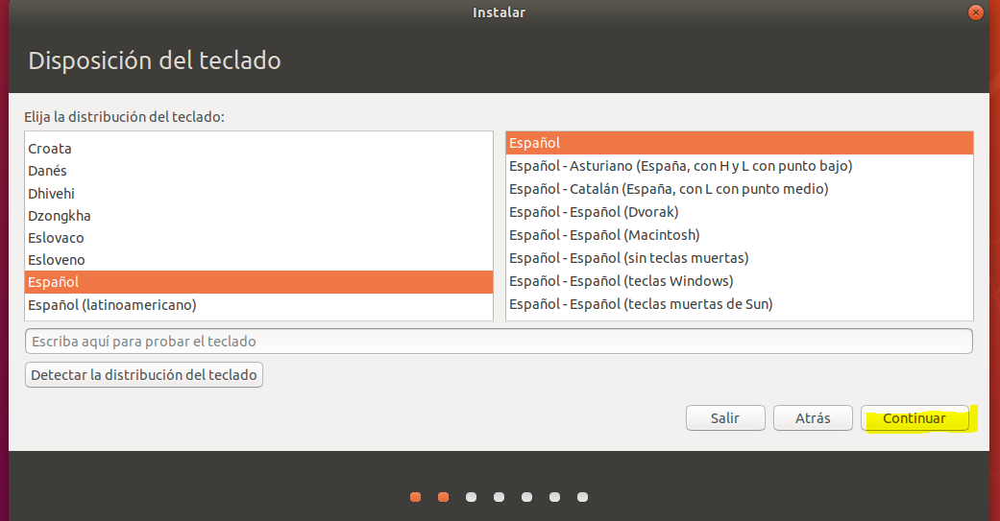 Instalar
Disposición del teclado
Elija la distribución del teclado:
Croata
Danés
Dhivehi
Dzongkha
Eslovaco
Esloveno
Español
Español (latinoamericano)
Español
Español - Asturiano (España, con H y L con punto bajo)
Español - Catalán (España, con L con punto medio)
Español - Español (Dvorak)
Español - Español (Macintosh)
Español - Español (sin teclas muertas)
Español - Español (teclas Windows)
Español - Español (teclas muertas de Sun)
Escriba aquí para probar el teclado
Detectar la distribución del teclado
Salir
Atrás
Continuar